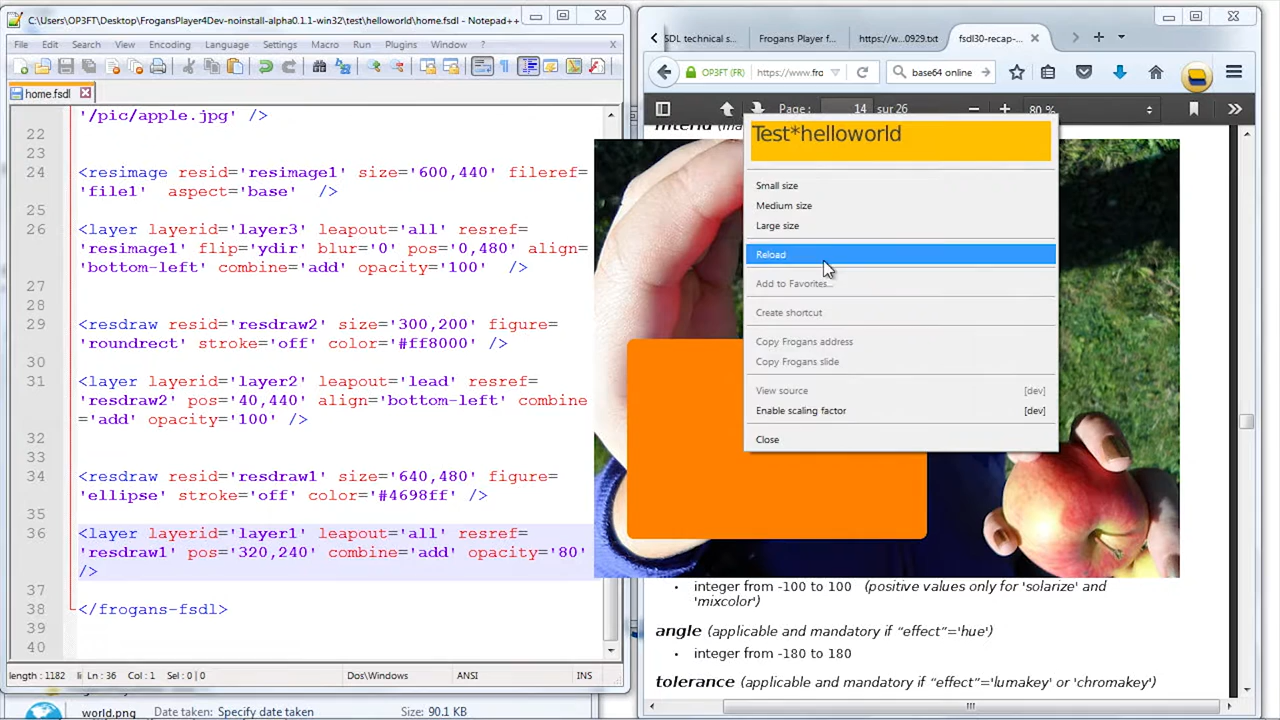 C:\Users\OP3FT\Desktop\FrogansPlayer4Dev-noinstall-alpha0.1.1-win32\test\helloworld\home.fsdl - Notepad++
File Edit Search View Encoding Language Settings Macro Run Plugins Window ? X
home.fsdl
'/pic/apple.jpg' />
22
23
24 <resimage resid='resimage1' size='600,440' fileref=
'file1' aspect='base' />
25
26 <layer layerid='layer3' leapout='all' resref=
'resimage1' flip='ydir' blur='0' pos='0,480' align=
'bottom-left' combine='add' opacity='100' />
27
28
29 <resdraw resid='resdraw2' size='300,200' figure=
'roundrect' stroke='off' color='#ff8000' />
30
31 <layer layerid='layer2' leapout='lead' resref=
'resdraw2' pos='40,440' align='bottom-left' combine
='add' opacity='100' />
32
33
34 <resdraw resid='resdraw1' size='640,480' figure=
'ellipse' stroke='off' color='#4698ff' />
35
36 <layer layerid='layer1' leapout='all' resref=
'resdraw1' pos='320,240' combine='add' opacity='80'
/>
37
38 </frogans-fsdl>
39
40
length : 1182 li Ln : 36 Col : 1 Sel : 0 | 0 Dos\Windows ANSI INS
world.png Date taken: Specify date taken Size: 90.1 KB
SDL technical s... Frogans Player f... https://w...0929.txt fsdl30-recap-...
OP3FT (FR) https://www.fro base64 online
Page : 14 sur 26 80 %
Test*helloworld
Small size
Medium size
Large size
Reload
Add to Favorites...
Create shortcut
Copy Frogans address
Copy Frogans slide
View source [dev]
Enable scaling factor [dev]
Close
• integer from -100 to 100 (positive values only for 'solarize' and
'mixcolor')
angle (applicable and mandatory if “effect”='hue')
• integer from -180 to 180
tolerance (applicable and mandatory if “effect”='lumakey' or 'chromakey')